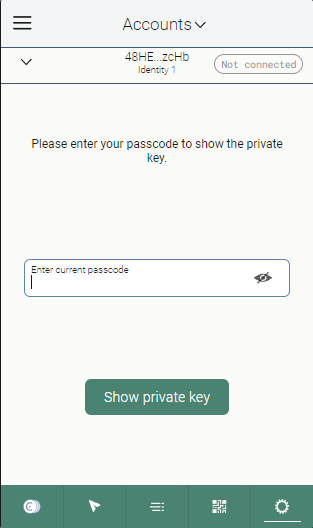 Accounts
48HE...zcHb
Identity 1
Not connected
Please enter your passcode to show the private
key.
Enter current passcode
Show private key